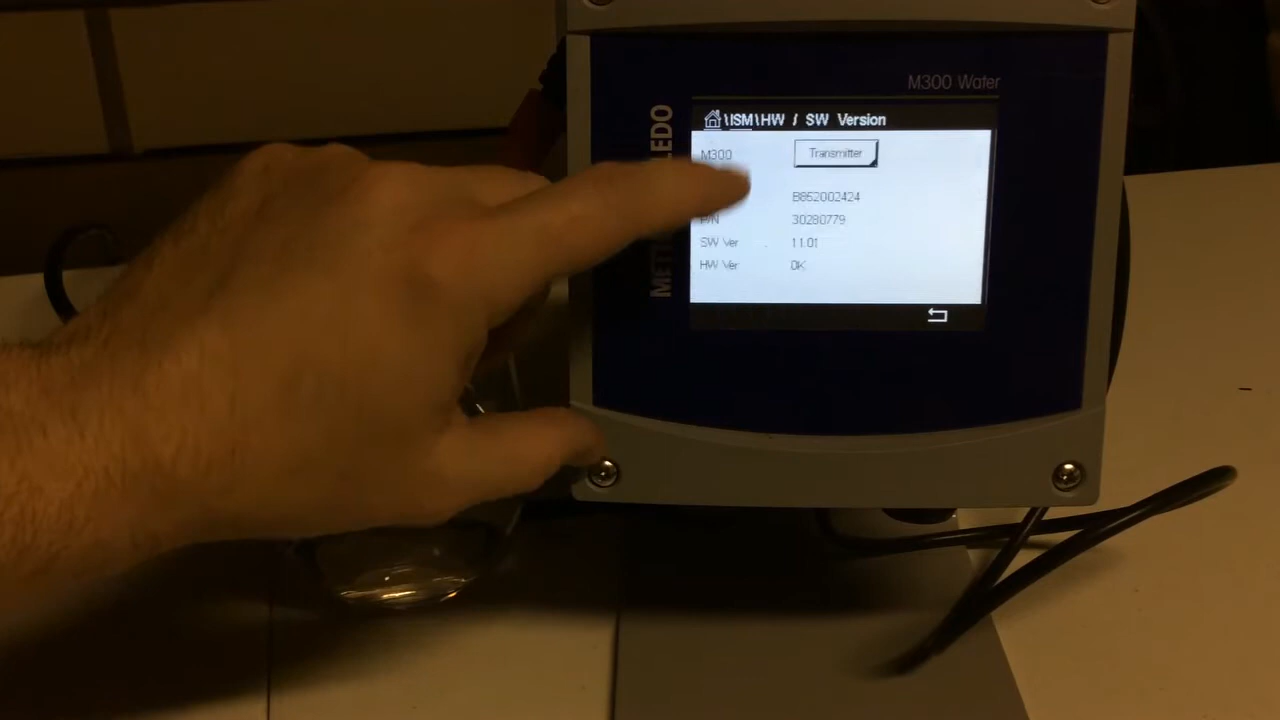 M300 Water
\ISM\HW / SW Version
M300 Transmitter
B852002424
P/N 30280779
SW Ver 11.01
HW Ver 0K